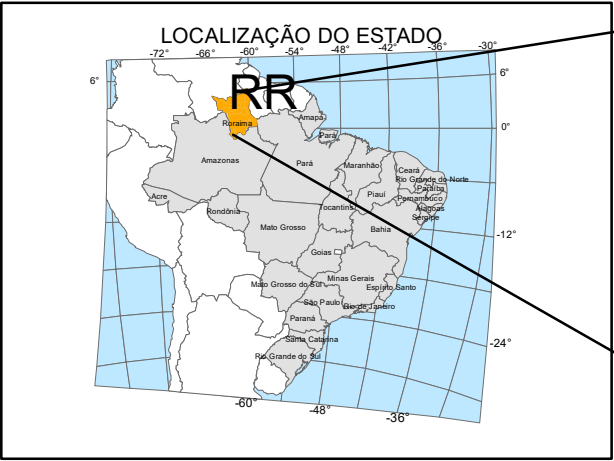 LOCALIZAÇÃO DO ESTADO
-72° -66° -60° -54° -48° -42° -36° -30°
6° 6°
RR
Roraima
Amapá
0°
Pará
Amazonas
Pará
Maranhão
Ceará
Rio Grande do Norte
Paraíba
Acre
Piauí
Pernambuco
Rondônia
Tocantins
Alagoas
Sergipe
Mato Grosso
Bahia
-12°
Goias
Minas Gerais
Mato Grosso do Sul
Espírito Santo
São Paulo
Rio de Janeiro
Paraná
Santa Catarina
-24°
Rio Grande do Sul
-60°
-48°
-36°